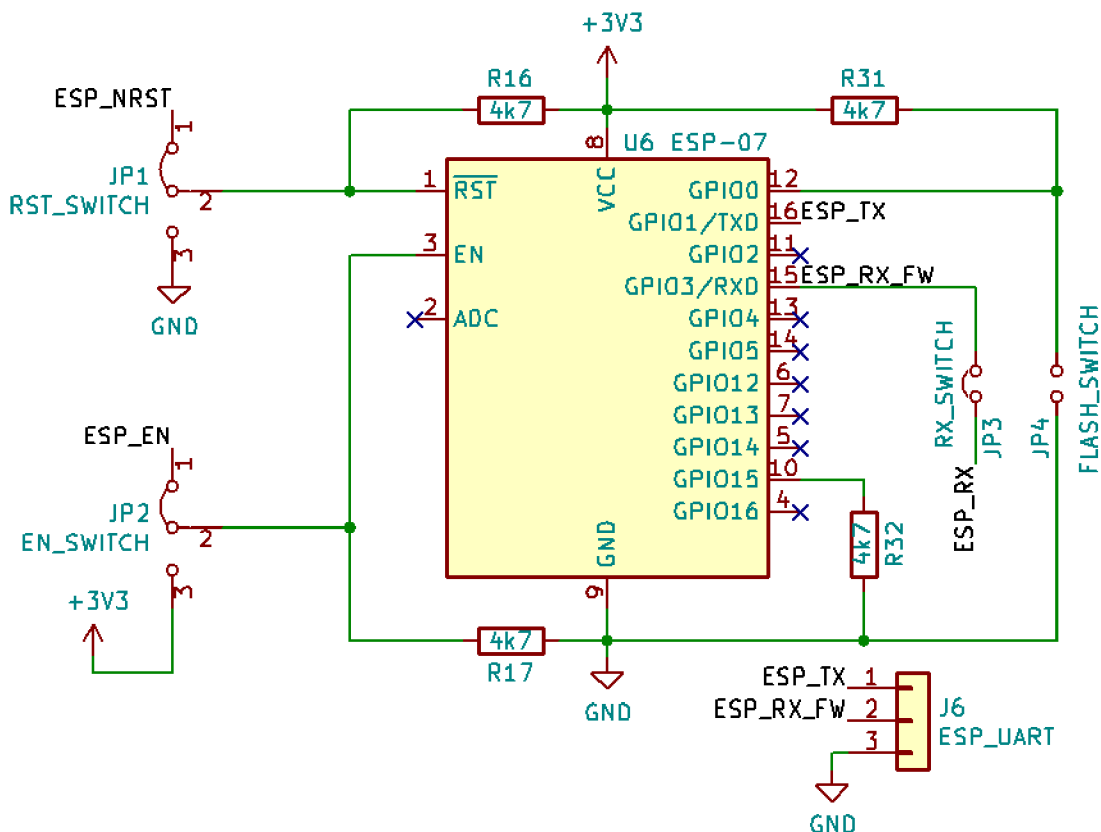 +3V3
R16
4k7
R31
4k7
ESP_NRST
1
JP1
RST_SWITCH
2
3
GND
8
U6 ESP-07
VCC
1
RST
3
EN
2
ADC
GPIO0
12
GPIO1/TXD
16
ESP_TX
GPIO2
11
GPIO3/RXD
15
ESP_RX_FW
GPIO4
13
GPIO5
14
GPIO12
6
GPIO13
7
GPIO14
5
GPIO15
10
GPIO16
4
GND
9
RX_SWITCH
JP3
JP4
FLASH_SWITCH
ESP_RX
4k7
R32
ESP_EN
1
JP2
EN_SWITCH
2
3
+3V3
4k7
R17
GND
ESP_TX
1
ESP_RX_FW
2
3
J6
ESP_UART
GND